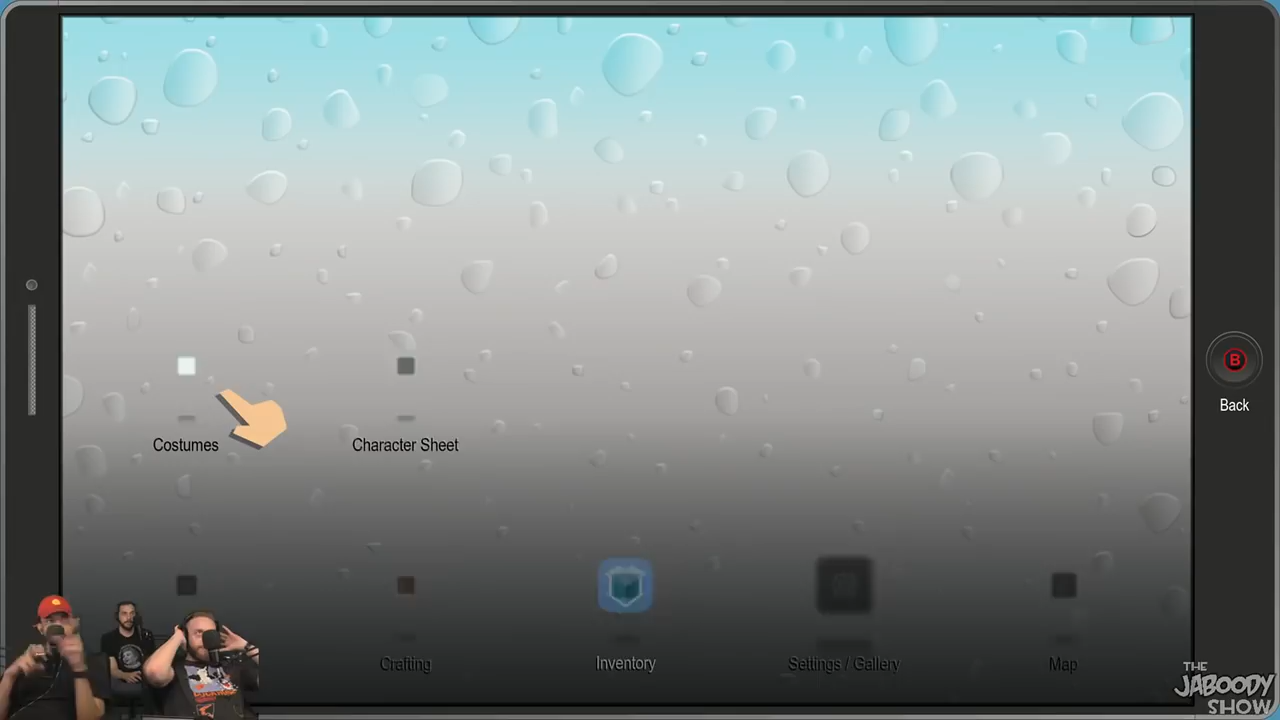 B
Back
Costumes
Character Sheet
Crafting
Inventory
Settings / Gallery
Map
THE
JABOODY
SHOW